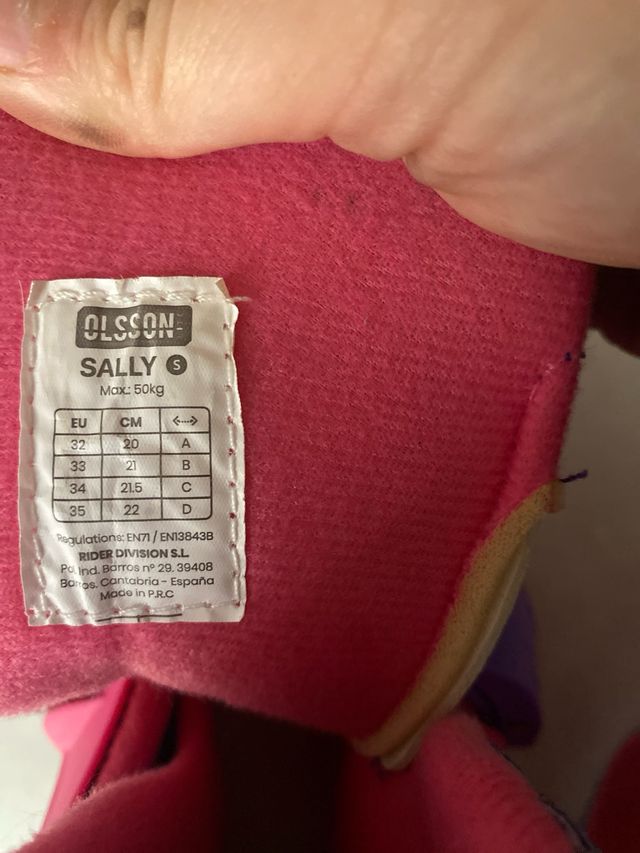 OLSSON
SALLY S
Max.: 50kg
EU CM <···>
32 20 A
33 21 B
34 21.5 C
35 22 D
Regulations: EN71 / EN13843B
RIDER DIVISION S.L
Pol Ind. Barros nº 29. 39408
Barros. Cantabria - España
Made in P.R.C